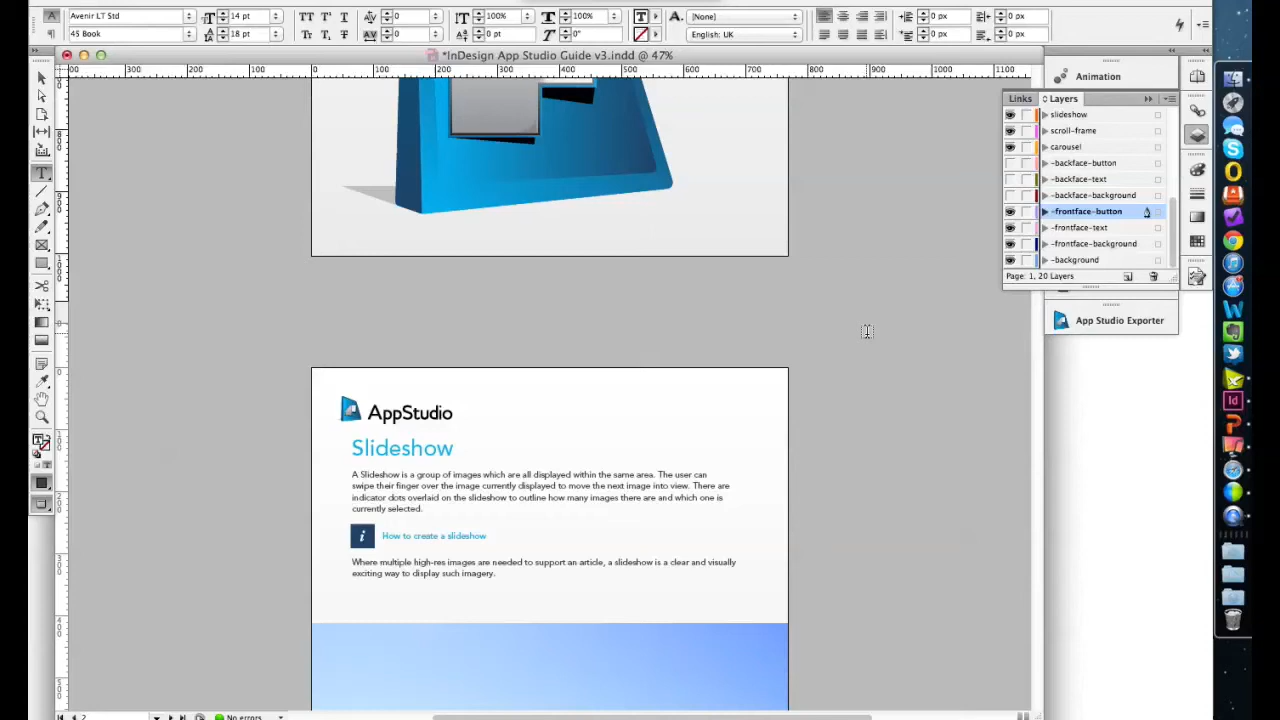 A Avenir LT Std 14 pt TT T' T AV 0 IT 100% T 100% T A. [None] 0 px 0 px
¶ 45 Book 18 pt Tr T, T AV 0 0 pt T 0° English: UK 0 px 0 px
*InDesign App Studio Guide v3.indd @ 47%
300 200 100 0 100 200 300 400 500 600 700 800 900 1000 1100
Animation
Links Layers
slideshow
scroll-frame
carousel
-backface-button
-backface-text
-backface-background
-frontface-button
-frontface-text
-frontface-background
-background
Page: 1, 20 Layers
App Studio Exporter
AppStudio
Slideshow
A Slideshow is a group of images which are all displayed within the same area. The user can
swipe their finger over the image currently displayed to move the next image into view. There are
indicator dots overlaid on the slideshow to outline how many images there are and which one is
currently selected.
i How to create a slideshow
Where multiple high-res images are needed to support an article, a slideshow is a clear and visually
exciting way to display such imagery.
2 No errors
Id